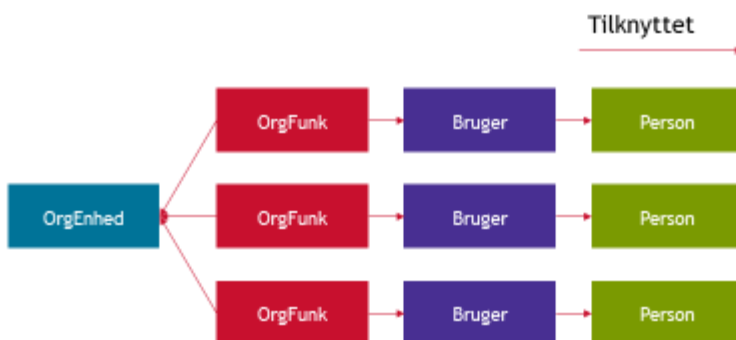 Tilknyttet
OrgFunk Bruger Person
OrgEnhed OrgFunk Bruger Person
OrgFunk Bruger Person